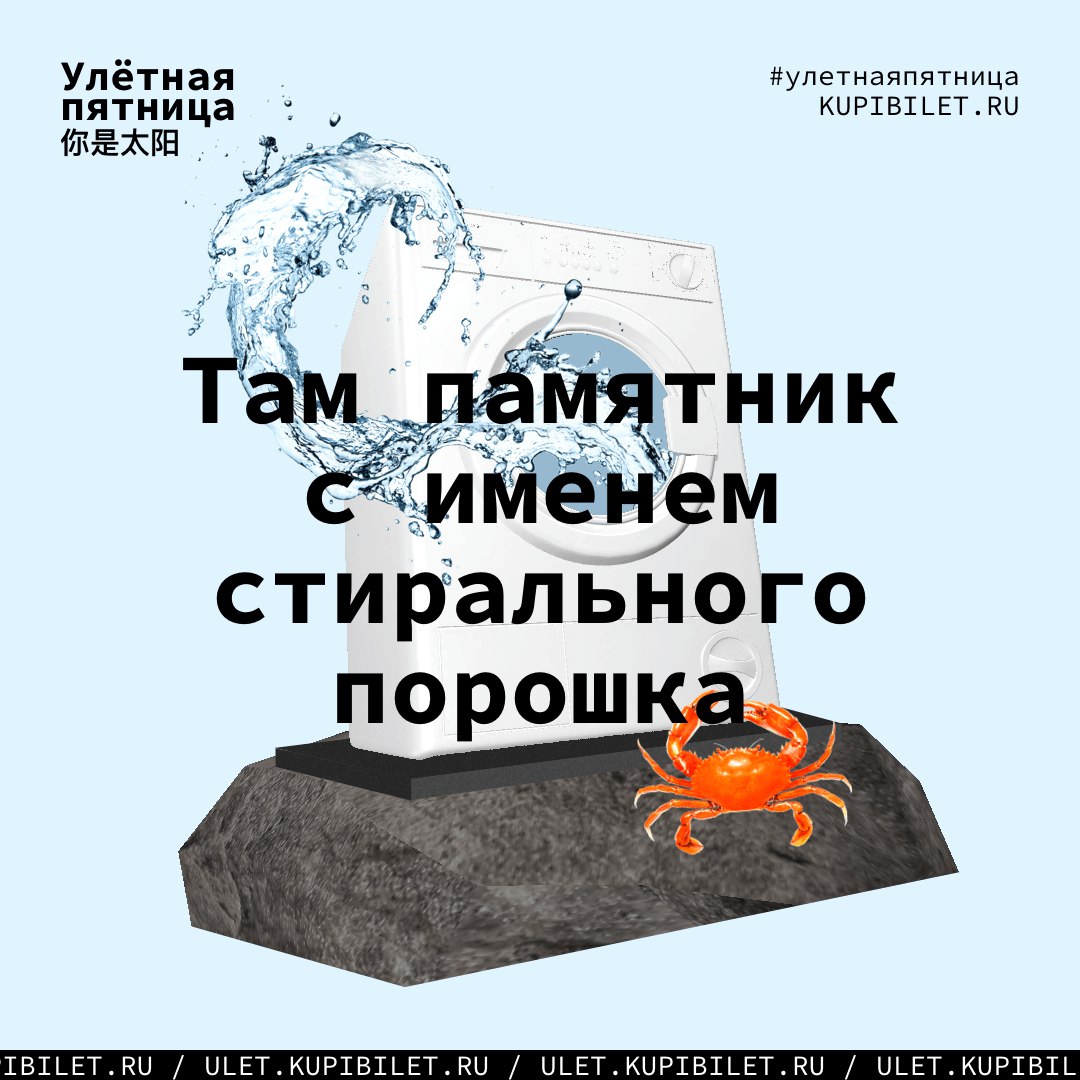 Улётная
пятница
你是太阳
#улетнаяпятница
KUPIBILET.RU
Там памятник
с именем
стирального
порошка
PIBILET.RU / ULET.KUPIBILET.RU / ULET.KUPIBILET.RU / ULET.KUPIBIL